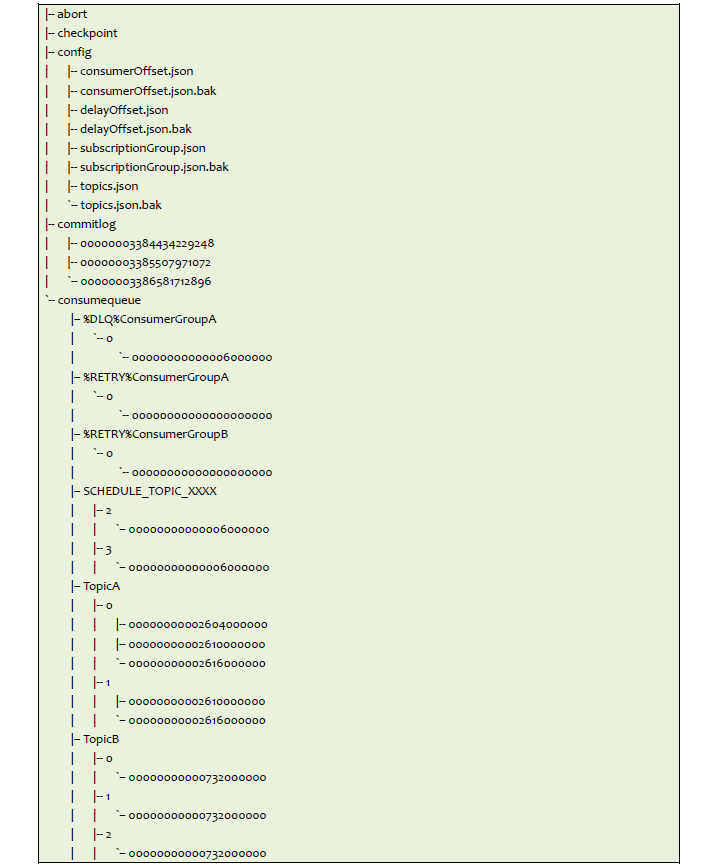 |-- abort
|-- checkpoint
|-- config
|   |-- consumerOffset.json
|   |-- consumerOffset.json.bak
|   |-- delayOffset.json
|   |-- delayOffset.json.bak
|   |-- subscriptionGroup.json
|   |-- subscriptionGroup.json.bak
|   |-- topics.json
|   `-- topics.json.bak
|-- commitlog
|   |-- 00000003384434229248
|   |-- 00000003385507971072
|   `-- 00000003386581712896
`-- consumequeue
    |-- %DLQ%ConsumerGroupA
    |   `-- 0
    |       `-- 00000000000006000000
    |-- %RETRY%ConsumerGroupA
    |   `-- 0
    |       `-- 00000000000000000000
    |-- %RETRY%ConsumerGroupB
    |   `-- 0
    |       `-- 00000000000000000000
    |-- SCHEDULE_TOPIC_XXXX
    |   |-- 2
    |   |   `-- 00000000000006000000
    |   |-- 3
    |   |   `-- 00000000000006000000
    |-- TopicA
    |   |-- 0
    |   |   |-- 00000000002604000000
    |   |   |-- 00000000002610000000
    |   |   `-- 00000000002616000000
    |   |-- 1
    |   |   |-- 00000000002610000000
    |   |   `-- 00000000002616000000
    |-- TopicB
    |   |-- 0
    |   |   `-- 00000000000732000000
    |   |-- 1
    |   |   `-- 00000000000732000000
    |   |-- 2
    |   |   `-- 00000000000732000000